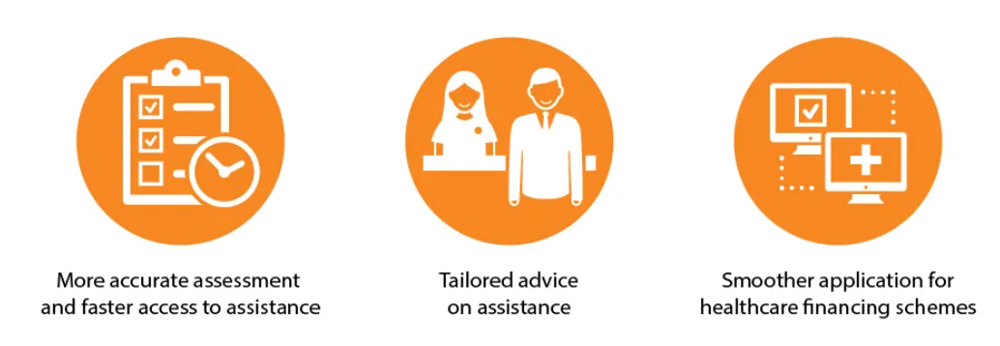 More accurate assessment
and faster access to assistance
Tailored advice
on assistance
Smoother application for
healthcare financing schemes